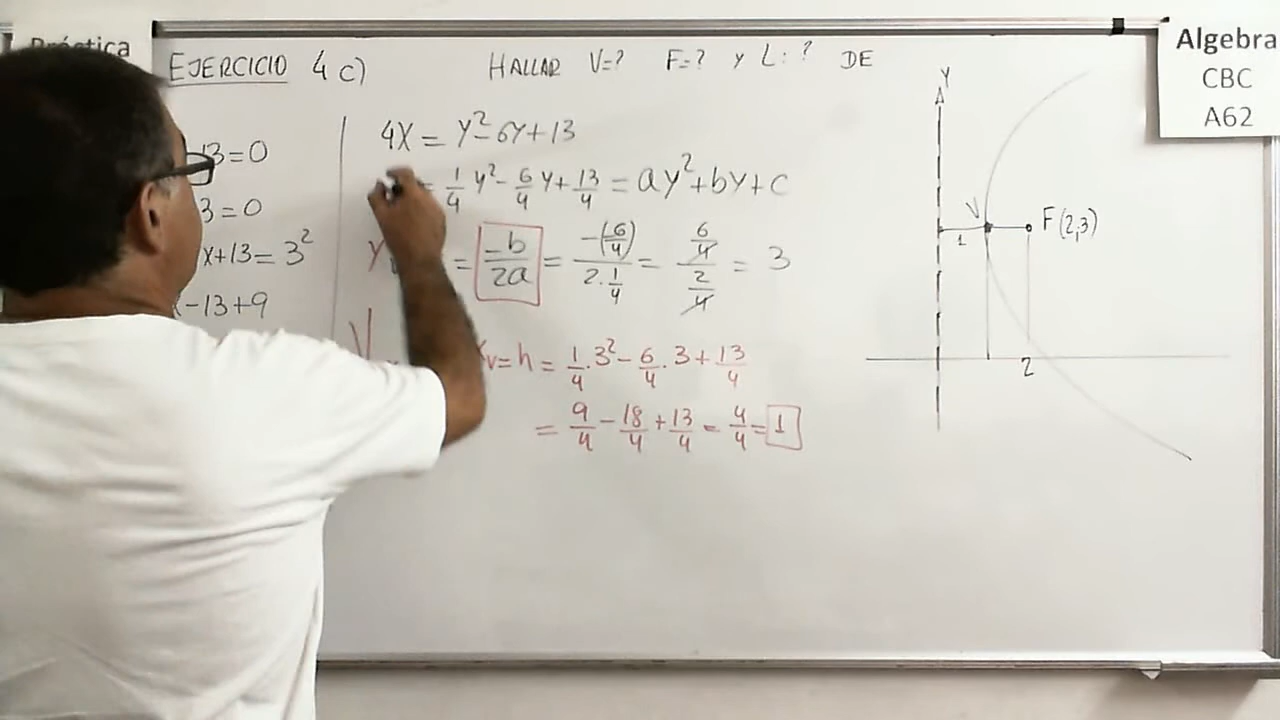 Práctica
EJERCICIO 4 c) HALLAR V=? F=? y L:? DE
Algebra
CBC
A62
13=0
3=0
x+13=3²
-13+9
4X = Y²-6Y+13
= 1/4 y² - 6/4 y + 13/4 = ay²+by+c
y = -b/2a = -(-6/4)/2·1/4 = 6/4 / 2/4 = 3
V
v=h = 1/4·3² - 6/4·3 + 13/4
= 9/4 - 18/4 + 13/4 = 4/4 = 1
Y
V
F(2,3)
1
2